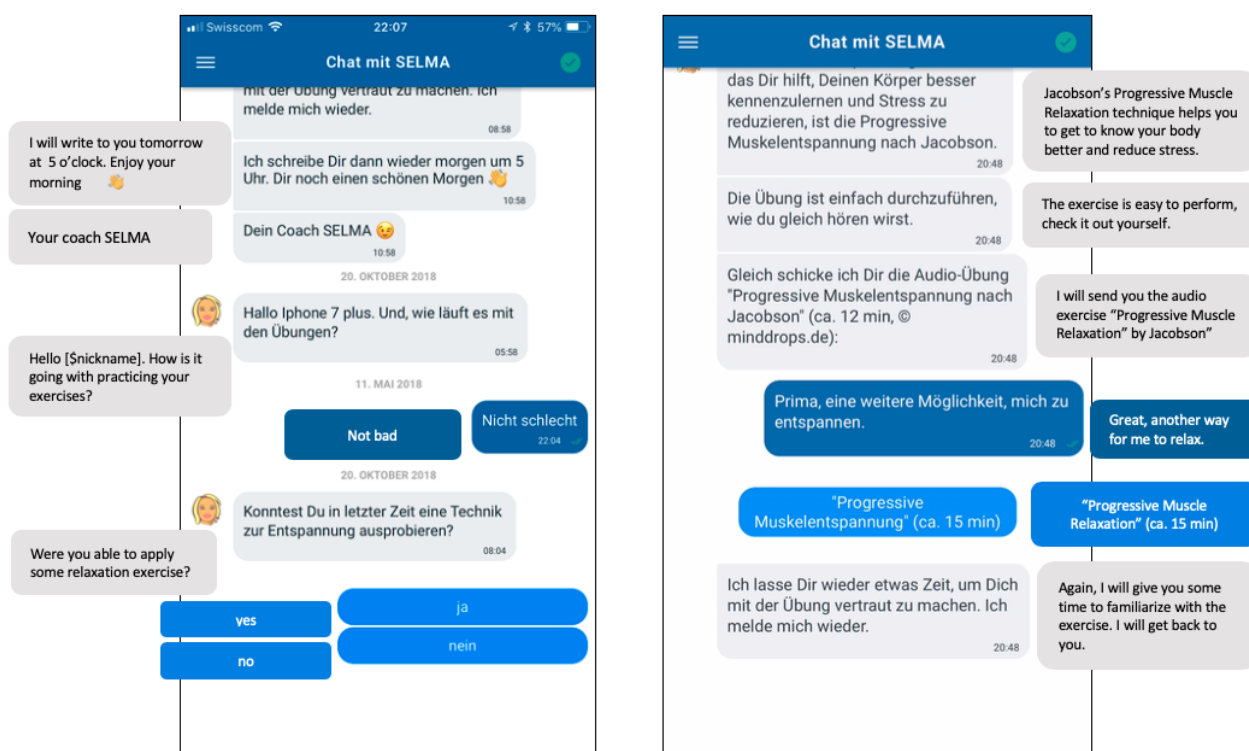 Swisscom 22:07 57%
Chat mit SELMA
mit der Übung vertraut zu machen. Ich
melde mich wieder.
08:58
I will write to you tomorrow
at 5 o'clock. Enjoy your
morning 👋
Ich schreibe Dir dann wieder morgen um 5
Uhr. Dir noch einen schönen Morgen 👋
10:58
Your coach SELMA
Dein Coach SELMA 😉
10:58
20. OKTOBER 2018
Hallo Iphone 7 plus. Und, wie läuft es mit
den Übungen?
05:58
Hello [$nickname]. How is it
going with practicing your
exercises?
11. MAI 2018
Not bad
Nicht schlecht
22:04
20. OKTOBER 2018
Konntest Du in letzter Zeit eine Technik
zur Entspannung ausprobieren?
08:04
Were you able to apply
some relaxation exercise?
yes
ja
no
nein
Chat mit SELMA
das Dir hilft, Deinen Körper besser
kennenzulernen und Stress zu
reduzieren, ist die Progressive
Muskelentspannung nach Jacobson.
20:48
Jacobson's Progressive Muscle
Relaxation technique helps you
to get to know your body
better and reduce stress.
Die Übung ist einfach durchzuführen,
wie du gleich hören wirst.
20:48
The exercise is easy to perform,
check it out yourself.
Gleich schicke ich Dir die Audio-Übung
"Progressive Muskelentspannung nach
Jacobson" (ca. 12 min, ©
minddrops.de):
20:48
I will send you the audio
exercise "Progressive Muscle
Relaxation" by Jacobson"
Prima, eine weitere Möglichkeit, mich zu
entspannen.
20:48
Great, another way
for me to relax.
"Progressive
Muskelentspannung" (ca. 15 min)
"Progressive Muscle
Relaxation" (ca. 15 min)
Ich lasse Dir wieder etwas Zeit, um Dich
mit der Übung vertraut zu machen. Ich
melde mich wieder.
20:48
Again, I will give you some
time to familiarize with the
exercise. I will get back to
you.